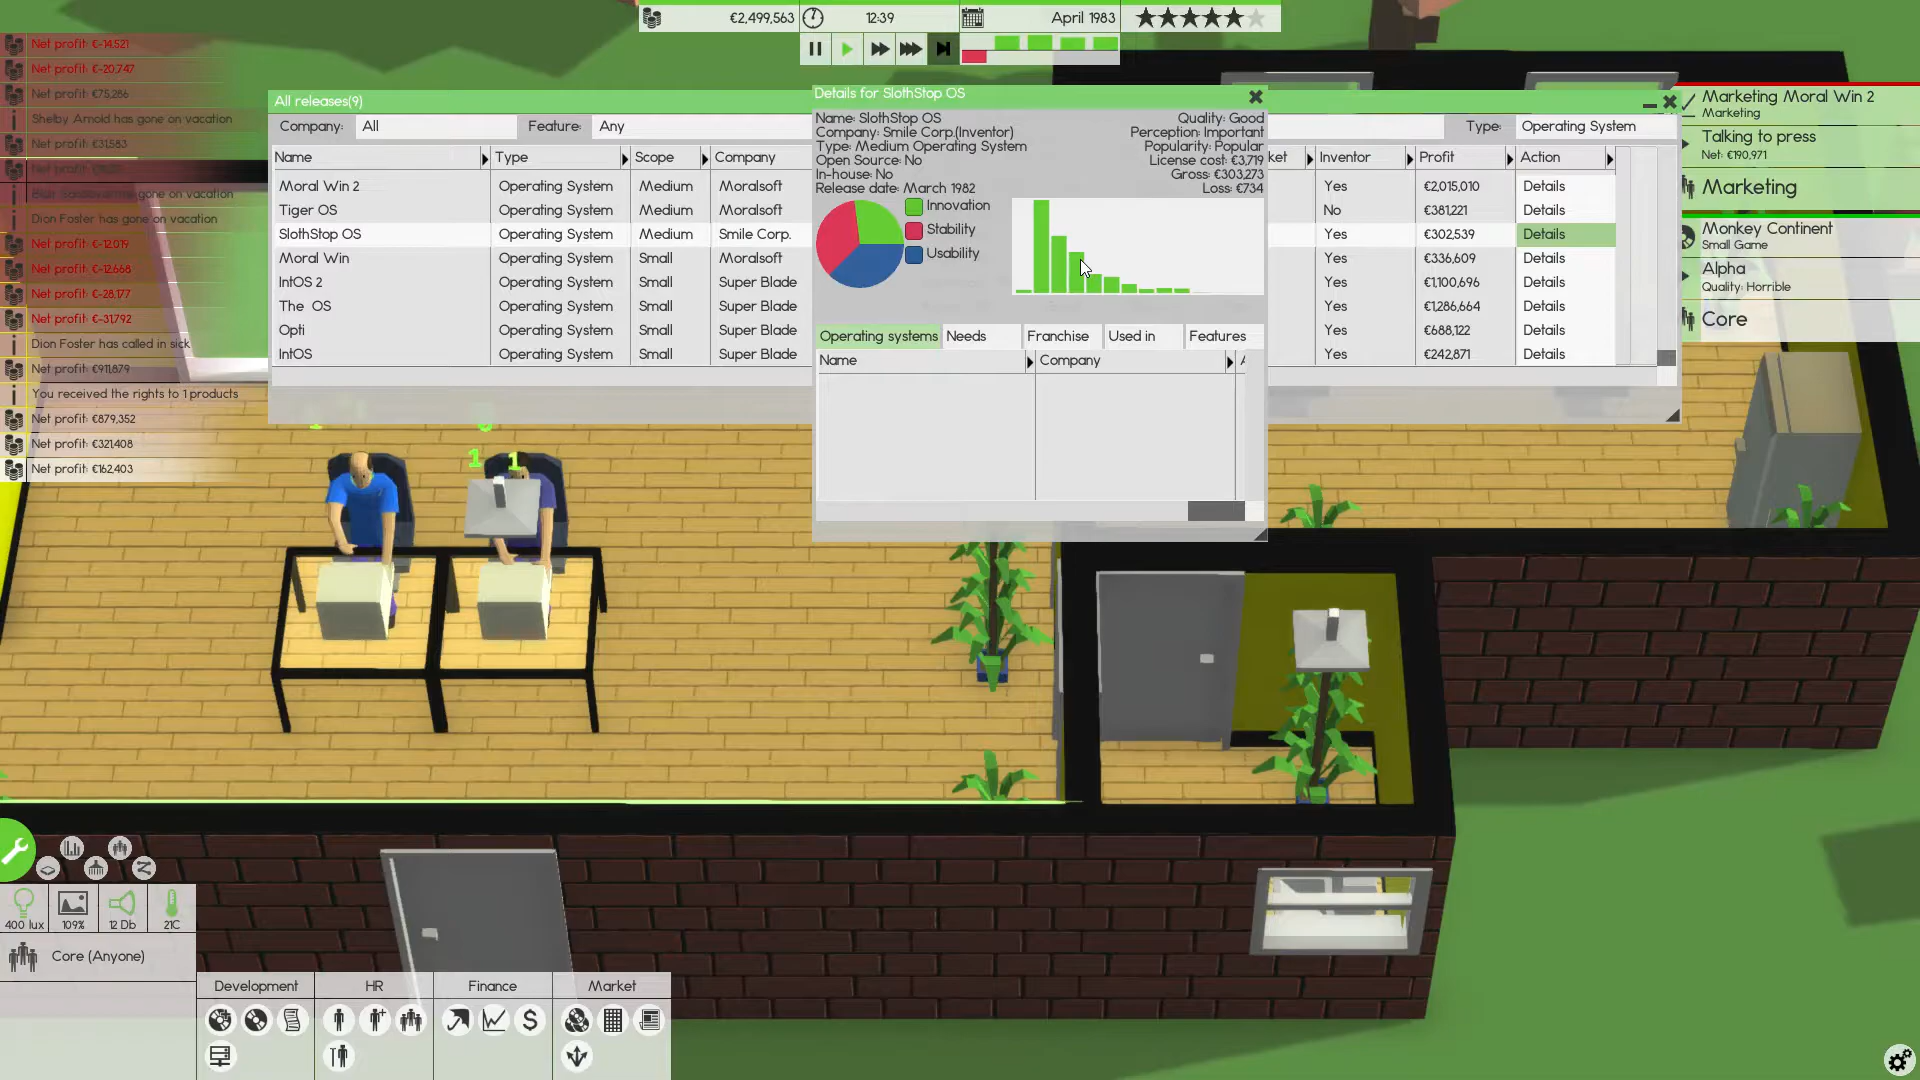 €2,499,563
12:39
April 1983
Net profit: €-14,521
Net profit: €-20,747
Net profit: €75,286
Shelby Arnold has gone on vacation
Net profit: €31,583
Net profit:
has gone on vacation
Dion Foster has gone on vacation
Net profit: €-12,019
Net profit: €-12,668
Net profit: €-28,177
Net profit: €-31,792
Dion Foster has called in sick
Net profit: €911,879
You received the rights to 1 products
Net profit: €879,352
Net profit: €321,408
Net profit: €162,403
All releases(9)
Company: All Feature: Any Type: Operating System
Name Type Scope Company ket Inventor Profit Action
Moral Win 2 Operating System Medium Moralsoft Yes €2,015,010 Details
Tiger OS Operating System Medium Moralsoft No €381,221 Details
SlothStop OS Operating System Medium Smile Corp. Yes €302,539 Details
Moral Win Operating System Small Moralsoft Yes €336,609 Details
IntOS 2 Operating System Small Super Blade Yes €1,100,696 Details
The OS Operating System Small Super Blade Yes €1,286,664 Details
Opti Operating System Small Super Blade Yes €688,122 Details
IntOS Operating System Small Super Blade Yes €242,871 Details
Details for SlothStop OS
Name: SlothStop OS
Company: Smile Corp.(Inventor)
Type: Medium Operating System
Open Source: No
In-house: No
Release date: March 1982
Quality: Good
Perception: Important
Popularity: Popular
License cost: €3,719
Gross: €303,273
Loss: €734
Innovation
Stability
Usability
Operating systems Needs Franchise Used in Features
Name Company A
Marketing Moral Win 2
Marketing
Talking to press
Net: €190,971
Marketing
Monkey Continent
Small Game
Alpha
Quality: Horrible
Core
1
1
400 lux 109% 12 Db 21C
Core (Anyone)
Development HR Finance Market